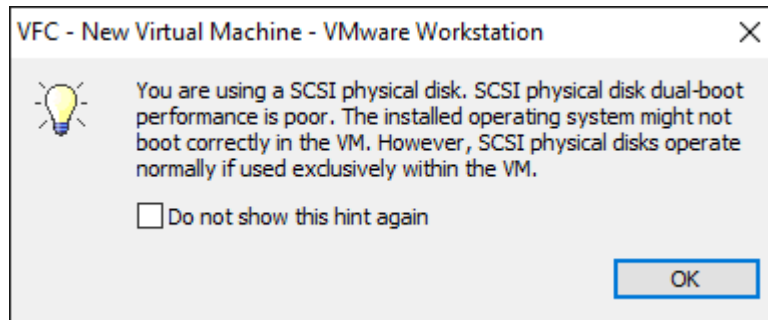 VFC - New Virtual Machine - VMware Workstation
You are using a SCSI physical disk. SCSI physical disk dual-boot
performance is poor. The installed operating system might not
boot correctly in the VM. However, SCSI physical disks operate
normally if used exclusively within the VM.
Do not show this hint again
OK